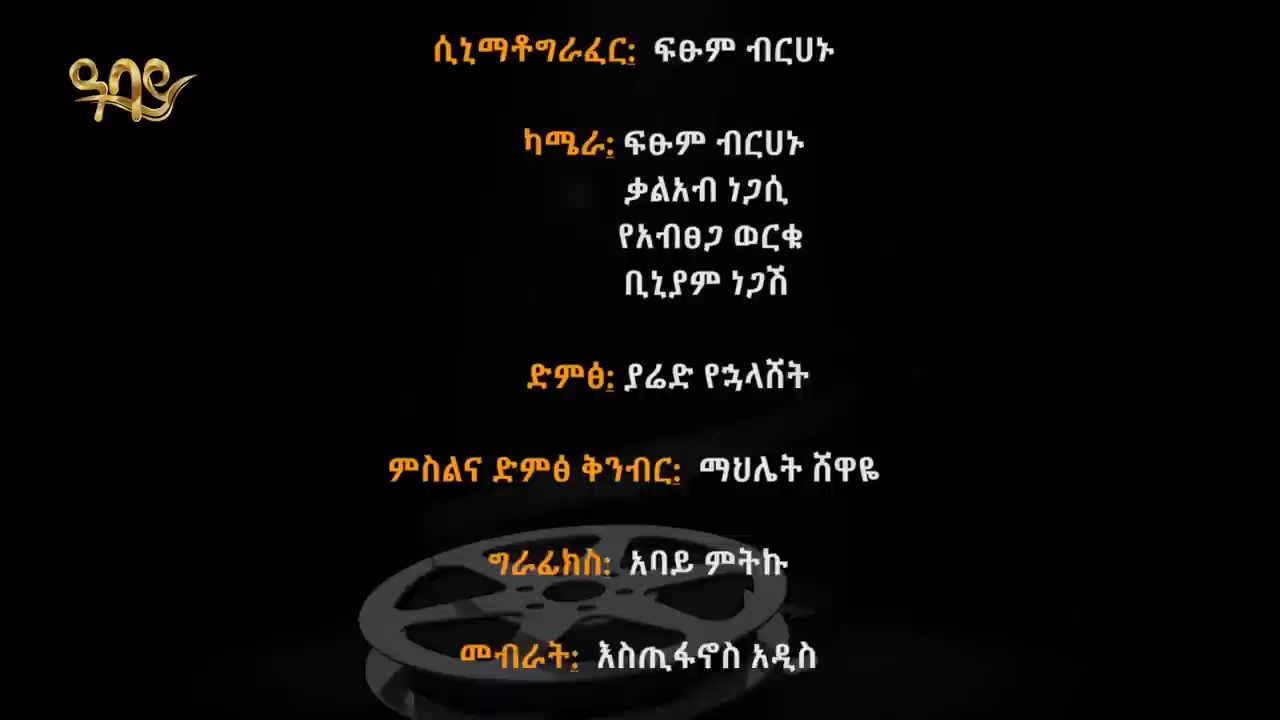 ዓባይ
ሲኒማቶግራፈር: ፍፁም ብርሀኑ
ካሜራ: ፍፁም ብርሀኑ
ቃልአብ ነጋሲ
የአብፀጋ ወርቁ
ቢኒያም ነጋሽ
ድምፅ: ያሬድ የኋላሸት
ምስልና ድምፅ ቅንብር: ማህሌት ሸዋዬ
ግራፊክስ: አባይ ምትኩ
መብራት: እስጢፋኖስ አዲስ